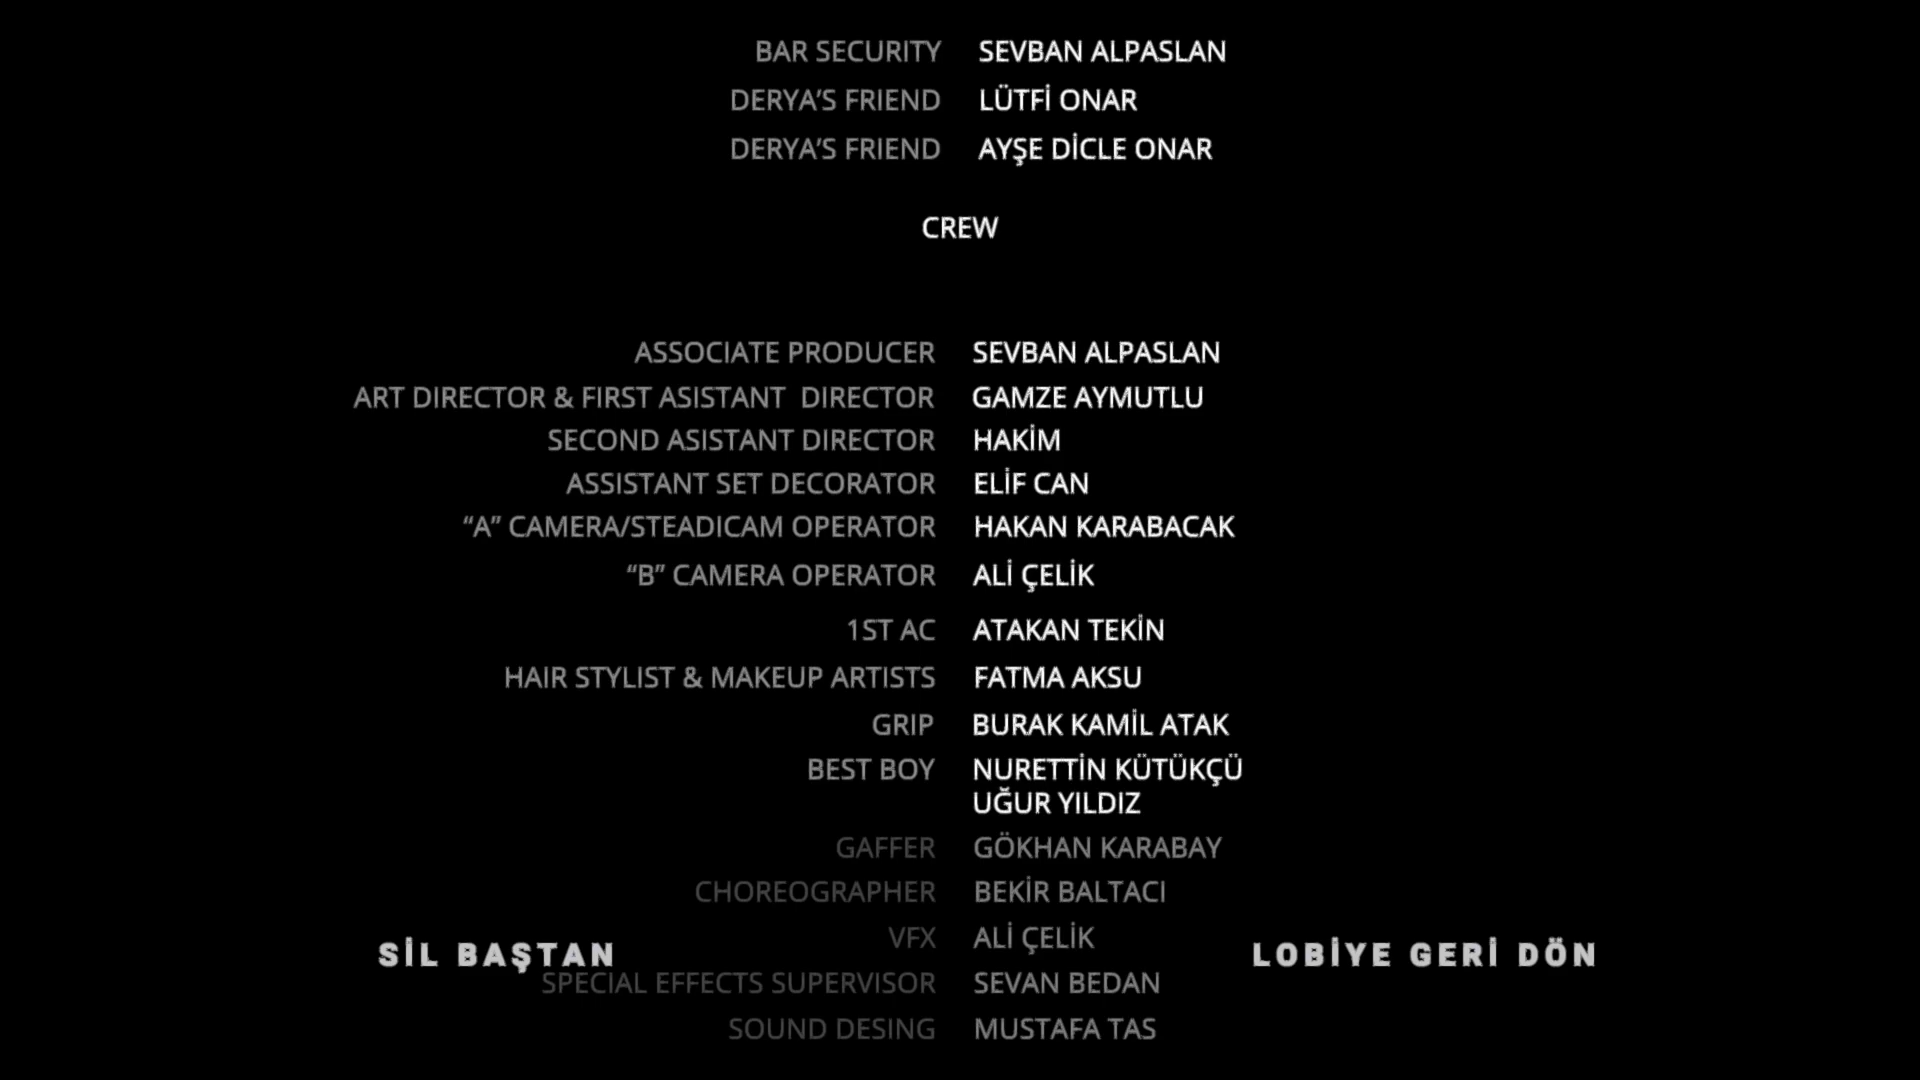 BAR SECURITY SEVBAN ALPASLAN
DERYA’S FRIEND LÜTFİ ONAR
DERYA’S FRIEND AYŞE DİCLE ONAR
CREW
ASSOCIATE PRODUCER SEVBAN ALPASLAN
ART DIRECTOR & FIRST ASISTANT DIRECTOR GAMZE AYMUTLU
SECOND ASISTANT DIRECTOR HAKİM
ASSISTANT SET DECORATOR ELİF CAN
“A” CAMERA/STEADICAM OPERATOR HAKAN KARABACAK
“B” CAMERA OPERATOR ALİ ÇELİK
1ST AC ATAKAN TEKİN
HAIR STYLIST & MAKEUP ARTISTS FATMA AKSU
GRIP BURAK KAMİL ATAK
BEST BOY NURETTİN KÜTÜKÇÜ
UĞUR YILDIZ
GAFFER GÖKHAN KARABAY
CHOREOGRAPHER BEKİR BALTACI
VFX ALİ ÇELİK
SİL BAŞTAN LOBİYE GERİ DÖN
SPECIAL EFFECTS SUPERVISOR SEVAN BEDAN
SOUND DESING MUSTAFA TAS